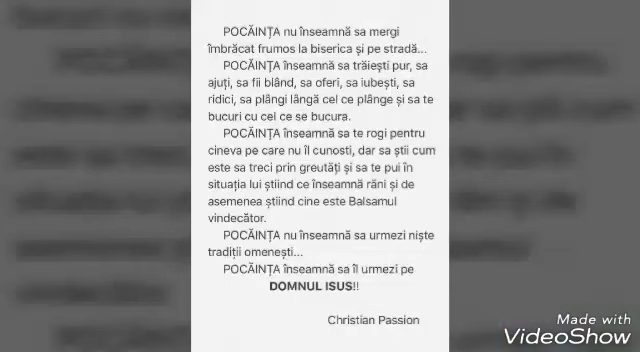 POCĂINȚA nu înseamnă sa mergi
îmbrăcat frumos la biserica și pe stradă...
POCĂINȚA înseamnă sa trăiești pur, sa
ajuți, sa fii blând, sa oferi, sa iubești, sa
ridici, sa plângi lângă cel ce plânge și sa te
bucuri cu cel ce se bucura.
POCĂINȚA înseamnă sa te rogi pentru
cineva pe care nu îl cunosti, dar sa știi cum
este sa treci prin greutăți și sa te pui în
situația lui știind ce înseamnă răni și de
asemenea știind cine este Balsamul
vindecător.
POCĂINȚA nu înseamnă sa urmezi niște
tradiții omenești...
POCĂINȚA înseamnă sa îl urmezi pe
DOMNUL ISUS!!
Christian Passion
Made with
VideoShow